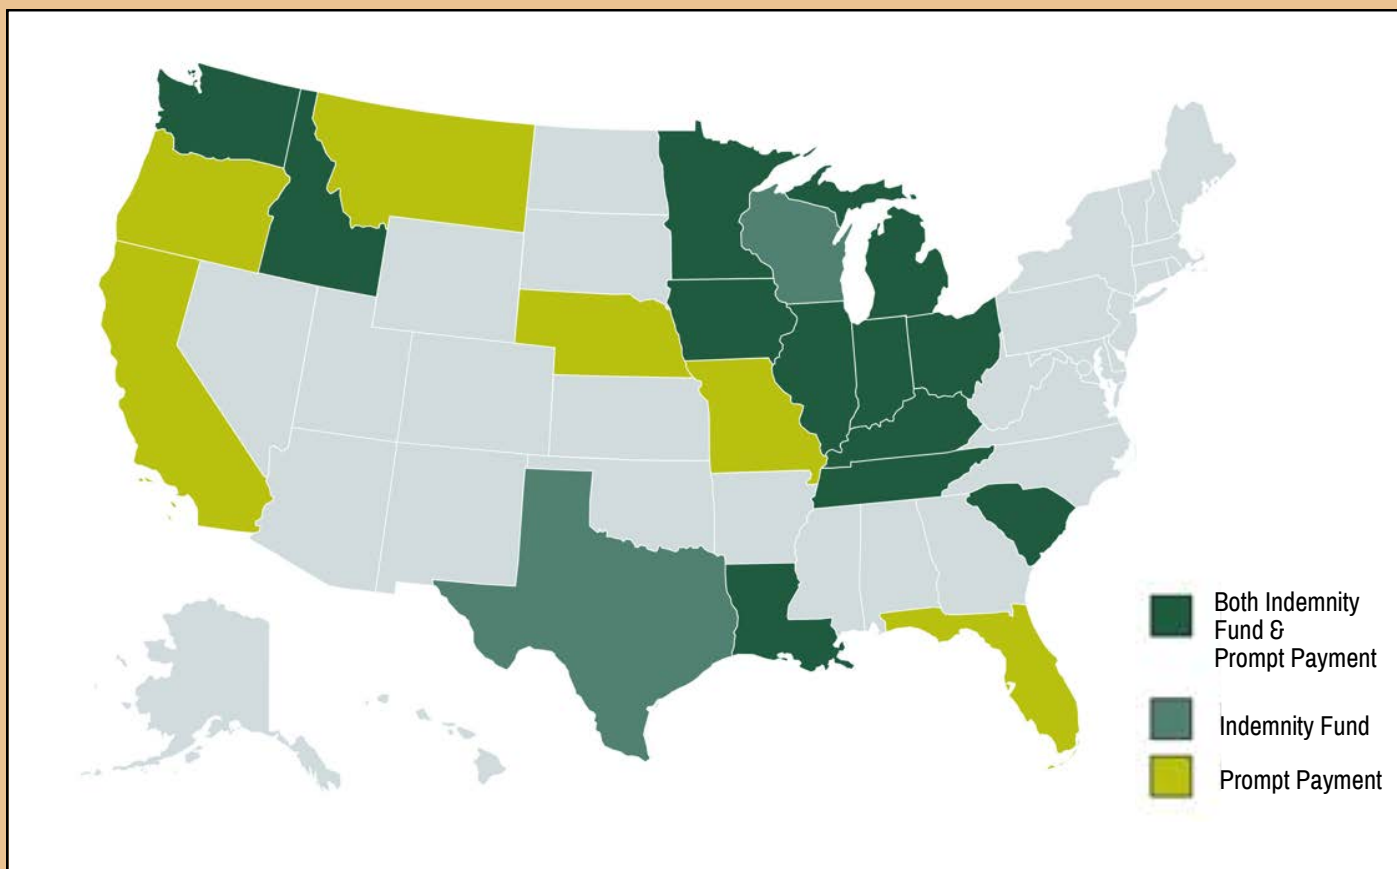 Both Indemnity
Fund &
Prompt Payment
Indemnity Fund
Prompt Payment